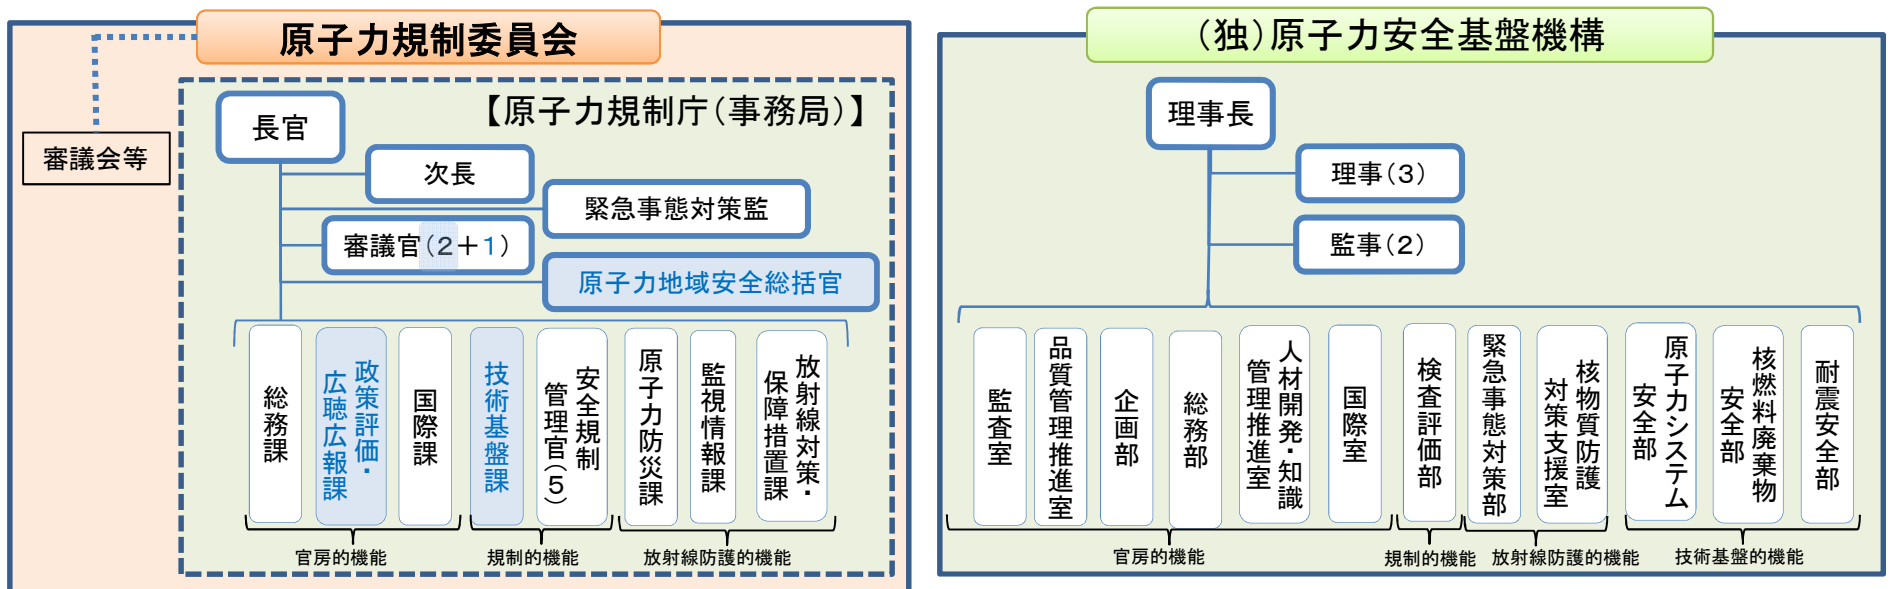 原子力規制委員会
審議会等
【原子力規制庁(事務局)】
長官
次長
緊急事態対策監
審議官(2+1)
原子力地域安全総括官
総務課
政策評価・
広聴広報課
国際課
技術基盤課
安全規制
管理官(5)
原子力防災課
監視情報課
放射線対策・
保障措置課
官房的機能
規制的機能
放射線防護的機能
(独)原子力安全基盤機構
理事長
理事(3)
監事(2)
監査室
品質管理推進室
企画部
総務部
人材開発・知識
管理推進室
国際室
検査評価部
緊急事態対策部
核物質防護
対策支援室
原子力システム
安全部
核燃料廃棄物
安全部
耐震安全部
官房的機能
規制的機能
放射線防護的機能
技術基盤的機能